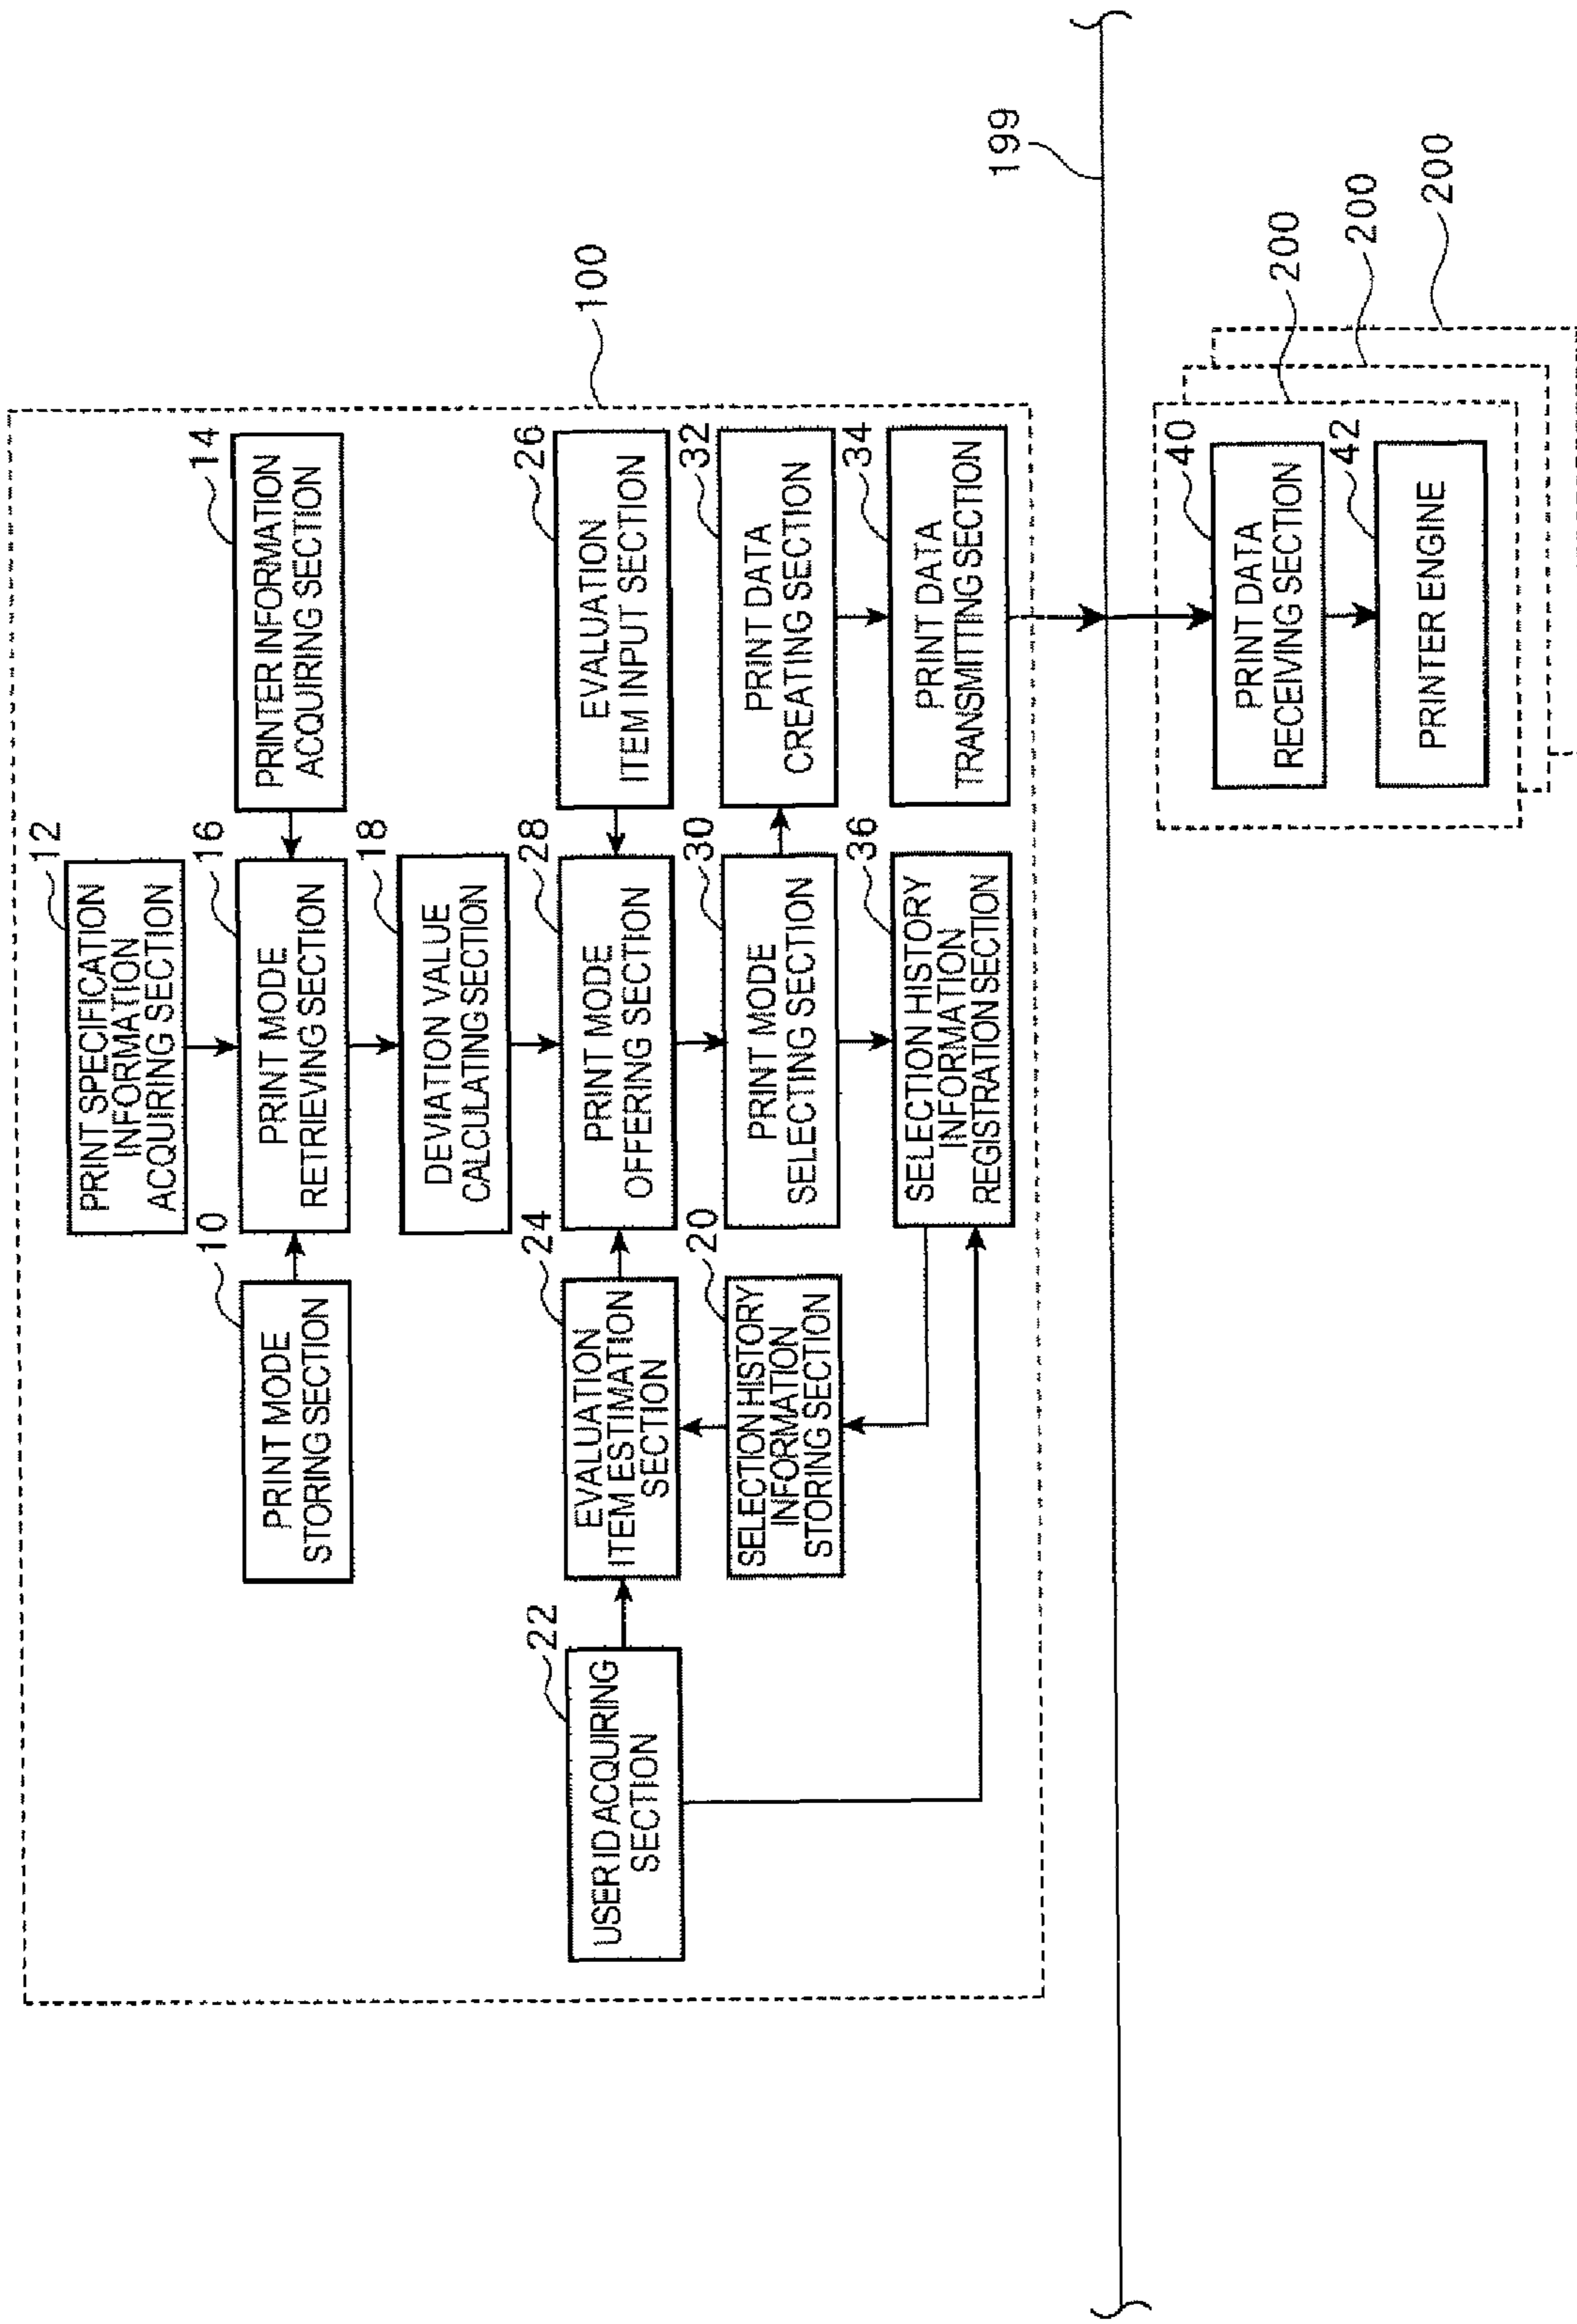 12
PRINT SPECIFICATION
INFORMATION
ACQUIRING SECTION
10
PRINT MODE
STORING SECTION
16
PRINT MODE
RETRIEVING SECTION
14
PRINTER INFORMATION
ACQUIRING SECTION
18
DEVIATION VALUE
CALCULATING SECTION
100
22
USER ID ACQUIRING
SECTION
24
EVALUATION
ITEM ESTIMATION
SECTION
28
PRINT MODE
OFFERING SECTION
26
EVALUATION
ITEM INPUT SECTION
20
SELECTION HISTORY
INFORMATION
STORING SECTION
30
PRINT MODE
SELECTING SECTION
32
PRINT DATA
CREATING SECTION
36
SELECTION HISTORY
INFORMATION
REGISTRATION SECTION
34
PRINT DATA
TRANSMITTING SECTION
199
40
PRINT DATA
RECEIVING SECTION
42
PRINTER ENGINE
200
200
200